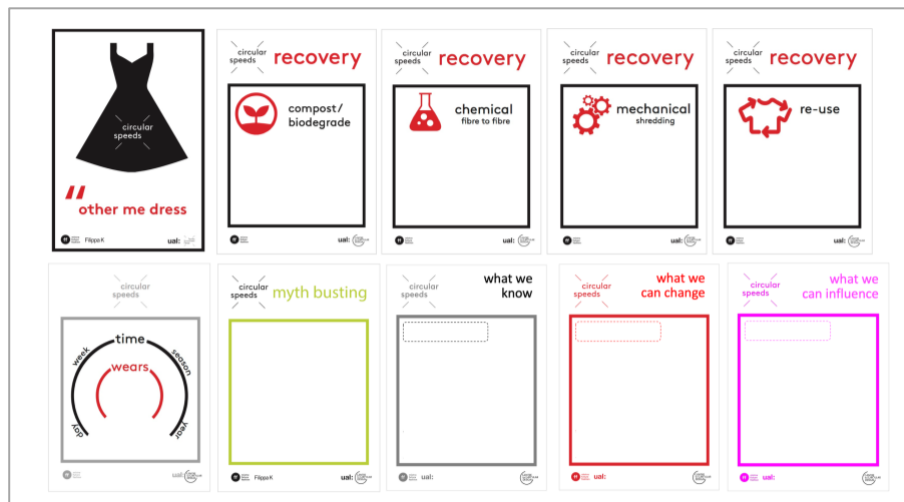 circular
speeds
“
other me dress
Filippa K
ual:
circular
speeds
recovery
compost/
biodegrade
ual:
circular
speeds
recovery
chemical
fibre to fibre
ual:
circular
speeds
recovery
mechanical
shredding
ual:
circular
speeds
recovery
re-use
ual:
circular
speeds
time
wears
day
week
season
year
ual:
circular
speeds
myth busting
Filippa K
ual:
circular
speeds
what we
know
ual:
circular
speeds
what we
can change
ual:
circular
speeds
what we
can influence
ual: